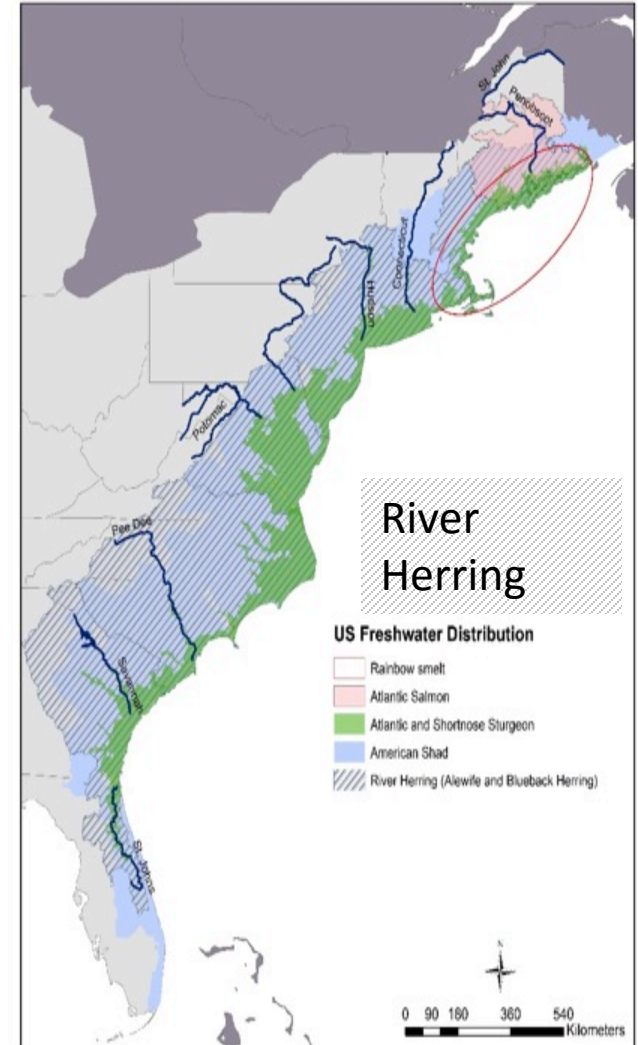 St. John
Penobscot
Connecticut
Hudson
Potomac
Pee Dee
Savannah
St. Johns
River
Herring
US Freshwater Distribution
Rainbow smelt
Atlantic Salmon
Atlantic and Shortnose Sturgeon
American Shad
River Herring (Alewife and Blueback Herring)
N
0 90 180 360 540
Kilometers